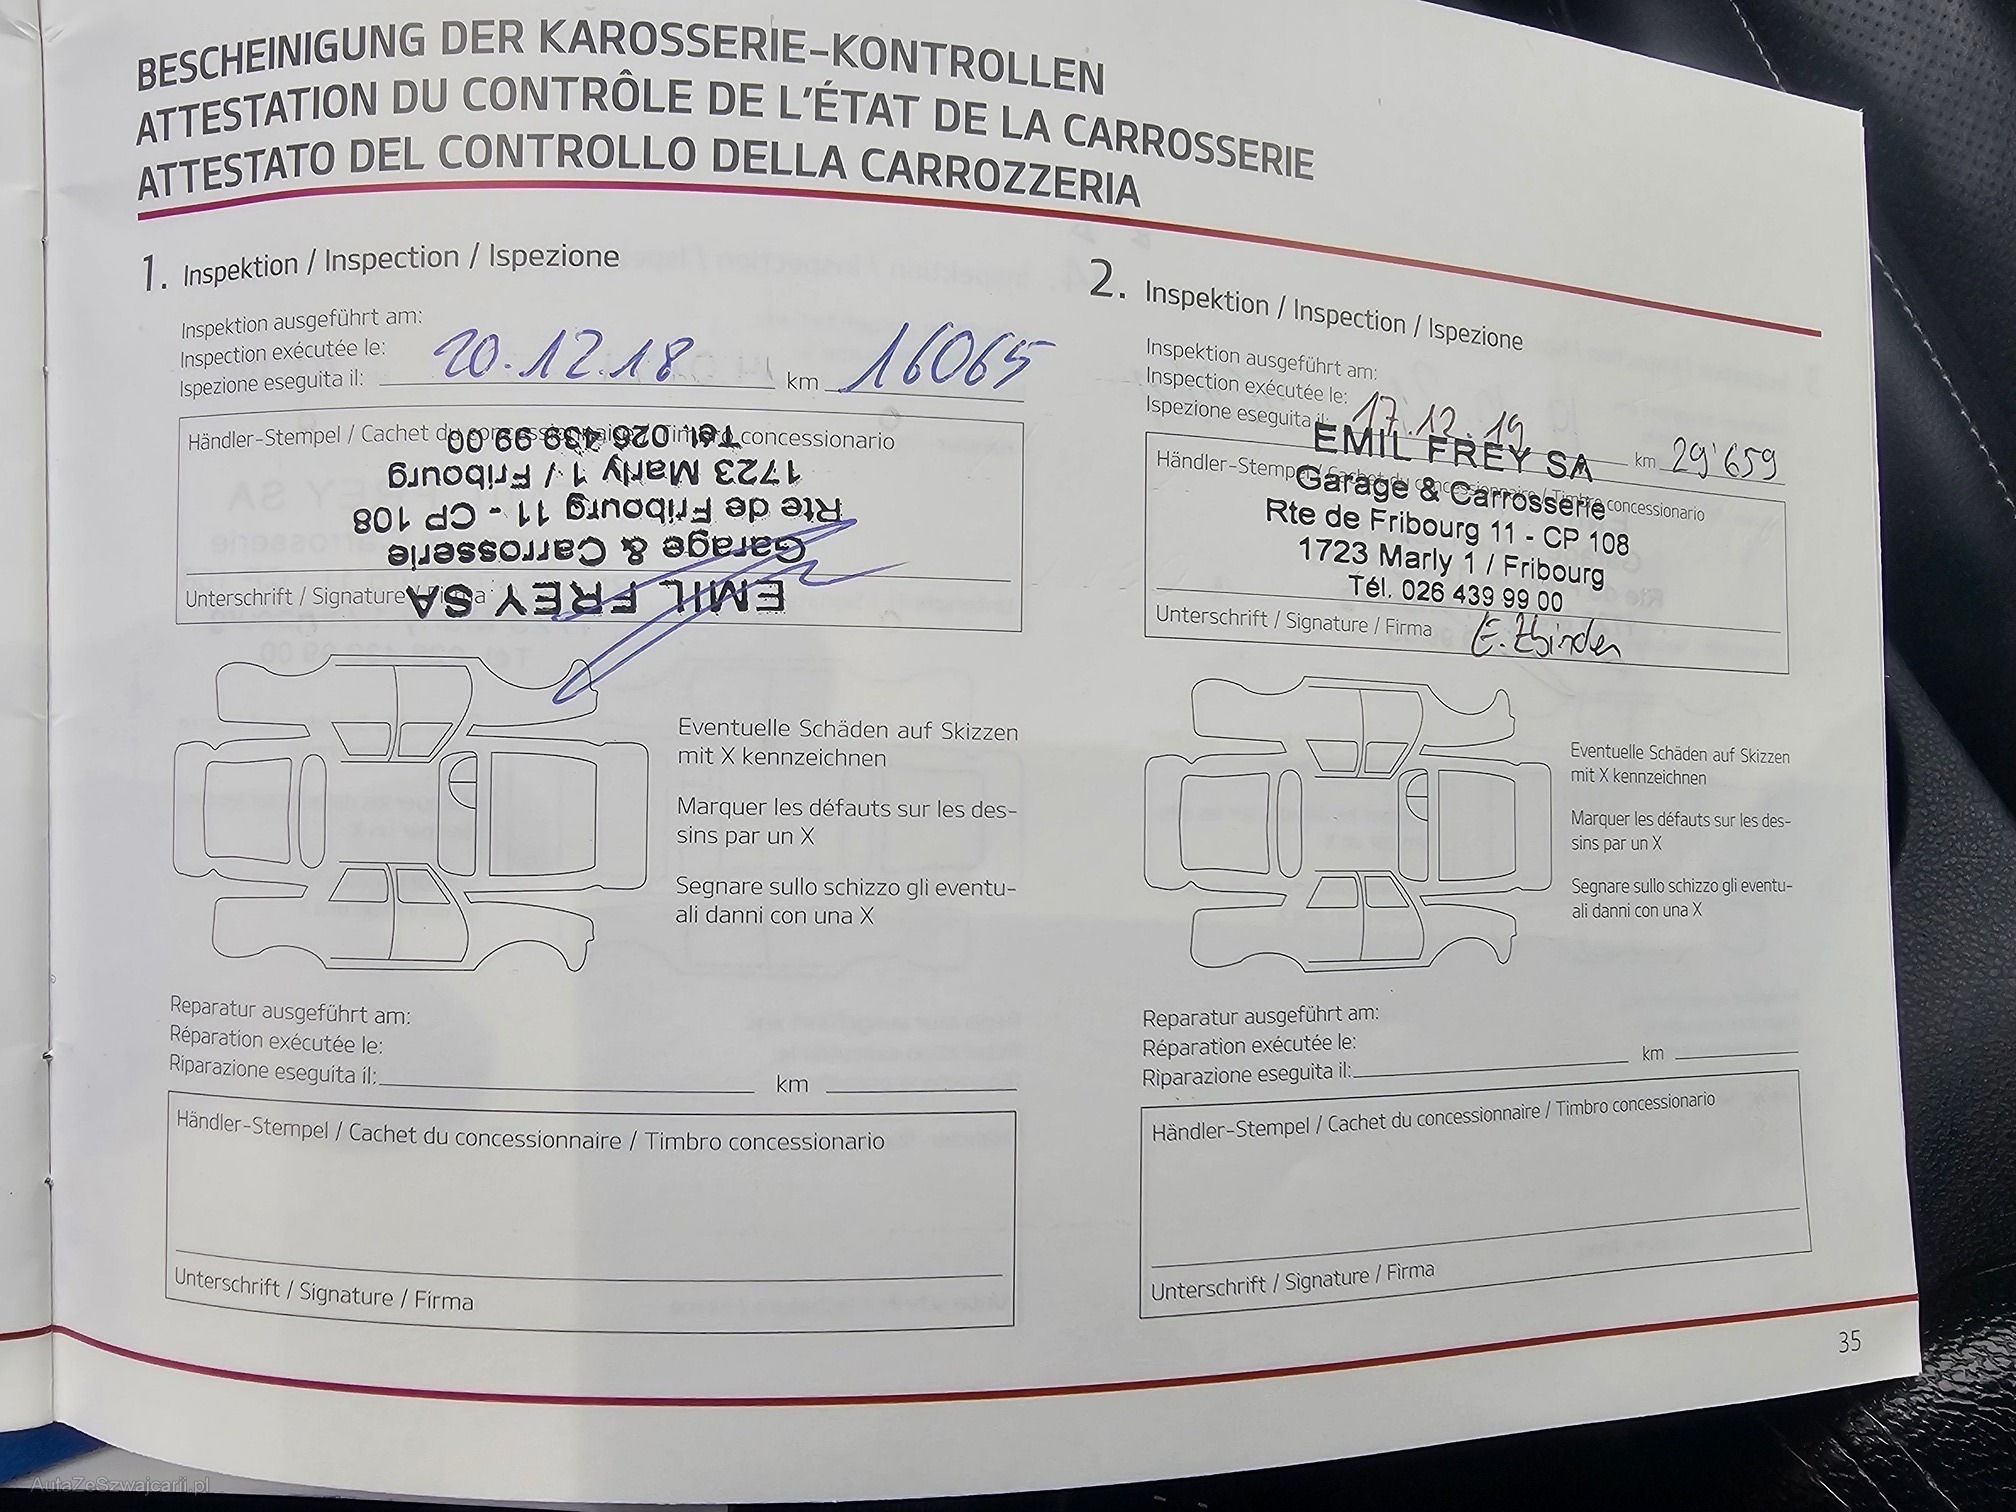 BESCHEINIGUNG DER KAROSSERIE-KONTROLLEN
ATTESTATION DU CONTRÔLE DE L'ÉTAT DE LA CARROSSERIE
ATTESTATO DEL CONTROLLO DELLA CARROZZERIA
1. Inspektion / Inspection / Ispezione
Inspektion ausgeführt am:
Inspection exécutée le:
Ispezione eseguita il: 20.12.18 km 16065
Händler-Stempel / Cachet du concessionnaire / Timbro concessionario
EMIL FREY SA
Garage & Carrosserie
Rte de Fribourg 11 - CP 108
1723 Marly 1 / Fribourg
Tél. 026 439 99 00
Unterschrift / Signature / Firma
Eventuelle Schäden auf Skizzen
mit X kennzeichnen
Marquer les défauts sur les des-
sins par un X
Segnare sullo schizzo gli eventu-
ali danni con una X
Reparatur ausgeführt am:
Réparation exécutée le:
Riparazione eseguita il: km
Händler-Stempel / Cachet du concessionnaire / Timbro concessionario
Unterschrift / Signature / Firma
2. Inspektion / Inspection / Ispezione
Inspektion ausgeführt am:
Inspection exécutée le:
Ispezione eseguita il: 17.12.19 km 29'659
Händler-Stempel / Cachet du concessionnaire / Timbro concessionario
EMIL FREY SA
Garage & Carrosserie
Rte de Fribourg 11 - CP 108
1723 Marly 1 / Fribourg
Tél. 026 439 99 00
Unterschrift / Signature / Firma E. Zbinden
Eventuelle Schäden auf Skizzen
mit X kennzeichnen
Marquer les défauts sur les des-
sins par un X
Segnare sullo schizzo gli eventu-
ali danni con una X
Reparatur ausgeführt am:
Réparation exécutée le:
Riparazione eseguita il: km
Händler-Stempel / Cachet du concessionnaire / Timbro concessionario
Unterschrift / Signature / Firma
35
AutaZeSzwajcarii.pl